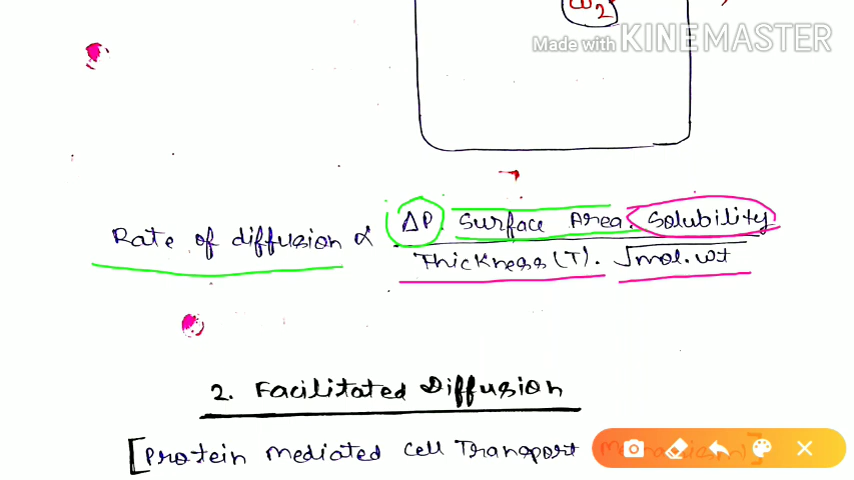 CO2
Made with KINEMASTER
Rate of diffusion ∝ ΔP. Surface Area. Solubility
Thickness (T). √mol. wt
2. Facilitated Diffusion
[Protein Mediated Cell Transport Mechanism]